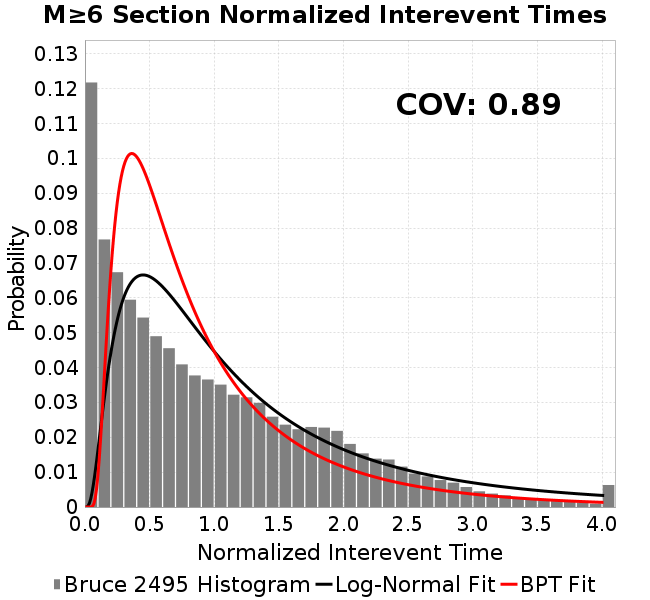 M≥6 Section Normalized Interevent Times
COV: 0.89
Probability
0.13
0.12
0.11
0.1
0.09
0.08
0.07
0.06
0.05
0.04
0.03
0.02
0.01
0
0.0 0.5 1.0 1.5 2.0 2.5 3.0 3.5 4.0
Normalized Interevent Time
Bruce 2495 Histogram Log-Normal Fit BPT Fit